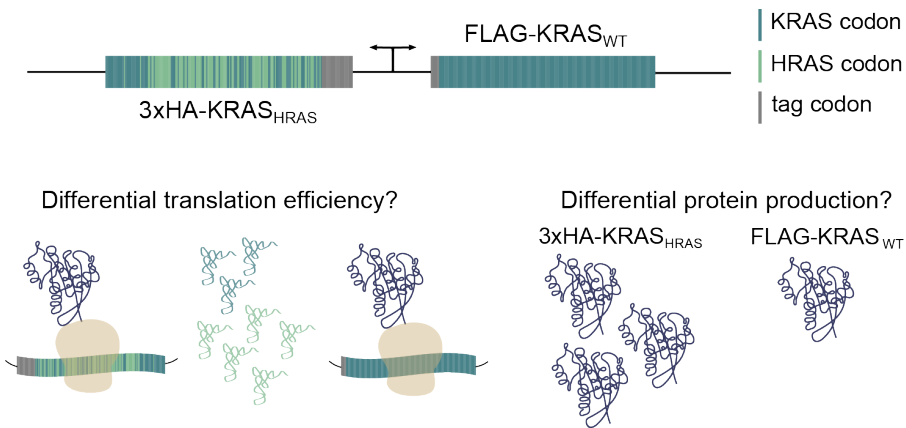 FLAG-KRASWT
3xHA-KRASHRAS
KRAS codon
HRAS codon
tag codon
Differential translation efficiency?
Differential protein production?
3xHA-KRASHRAS
FLAG-KRASWT